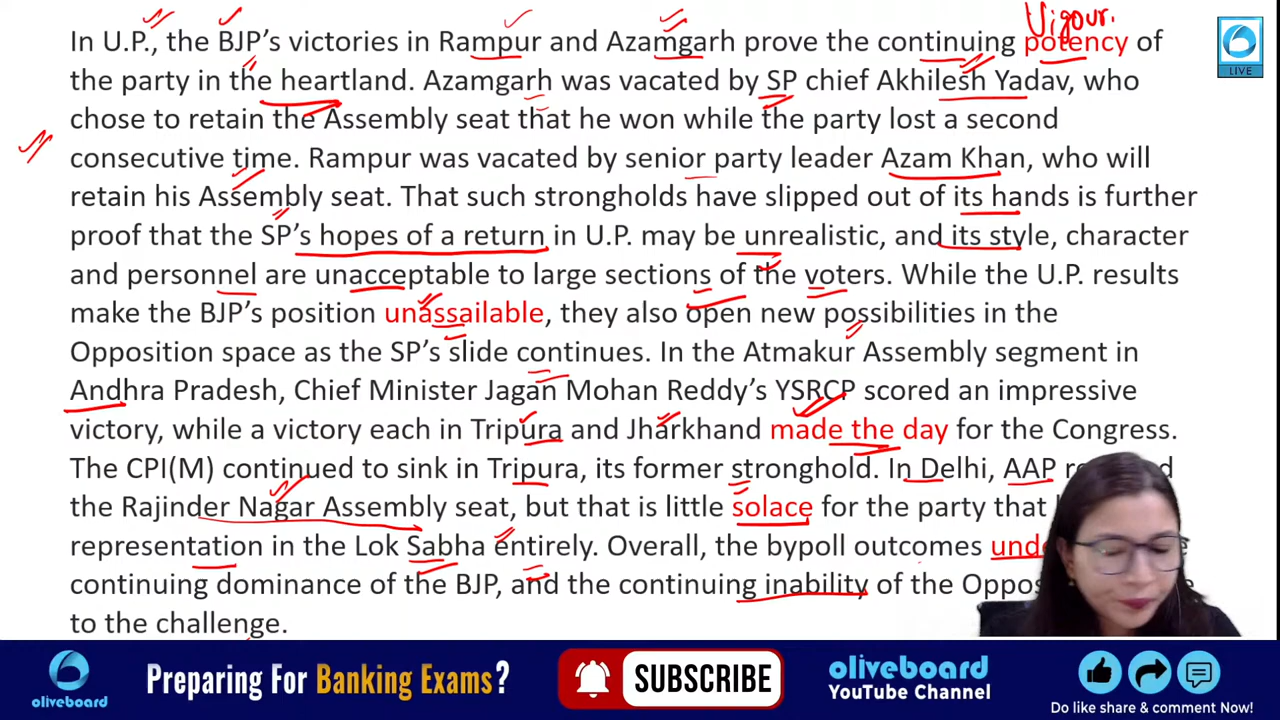 Vigour.
In U.P., the BJP's victories in Rampur and Azamgarh prove the continuing potency of
the party in the heartland. Azamgarh was vacated by SP chief Akhilesh Yadav, who
chose to retain the Assembly seat that he won while the party lost a second
consecutive time. Rampur was vacated by senior party leader Azam Khan, who will
retain his Assembly seat. That such strongholds have slipped out of its hands is further
proof that the SP's hopes of a return in U.P. may be unrealistic, and its style, character
and personnel are unacceptable to large sections of the voters. While the U.P. results
make the BJP's position unassailable, they also open new possibilities in the
Opposition space as the SP's slide continues. In the Atmakur Assembly segment in
Andhra Pradesh, Chief Minister Jagan Mohan Reddy's YSRCP scored an impressive
victory, while a victory each in Tripura and Jharkhand made the day for the Congress.
The CPI(M) continued to sink in Tripura, its former stronghold. In Delhi, AAP
the Rajinder Nagar Assembly seat, but that is little solace for the party that
representation in the Lok Sabha entirely. Overall, the bypoll outcomes
continuing dominance of the BJP, and the continuing inability of the
to the challenge.
LIVE
oliveboard
Preparing For Banking Exams?
SUBSCRIBE
oliveboard
YouTube Channel
Do like share & comment Now!